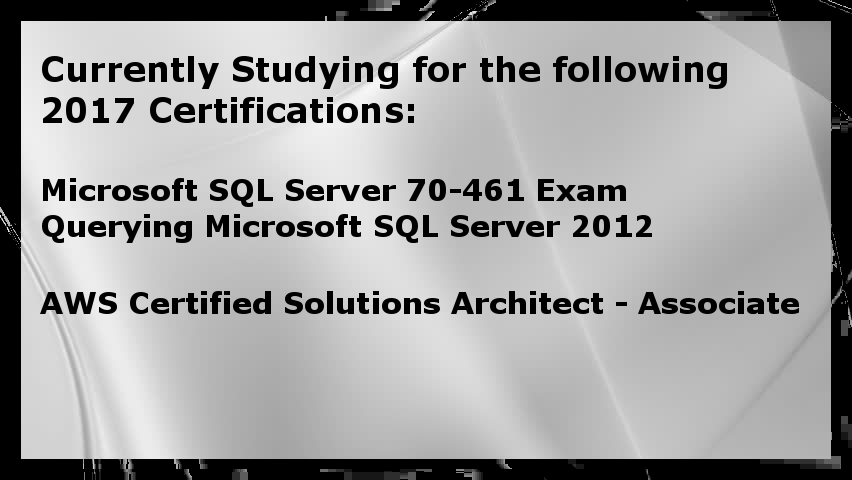 Currently Studying for the following
2017 Certifications:
Microsoft SQL Server 70-461 Exam
Querying Microsoft SQL Server 2012
AWS Certified Solutions Architect - Associate